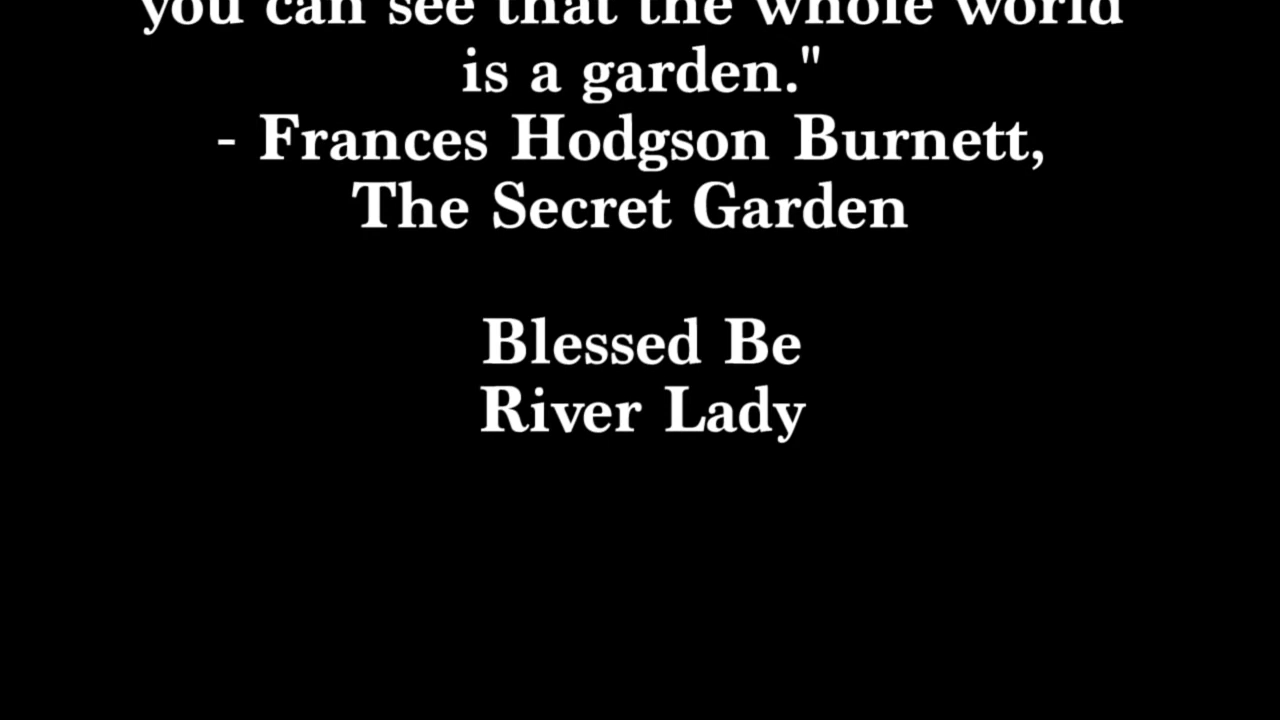 you can see that the whole world
is a garden."
- Frances Hodgson Burnett,
The Secret Garden
Blessed Be
River Lady